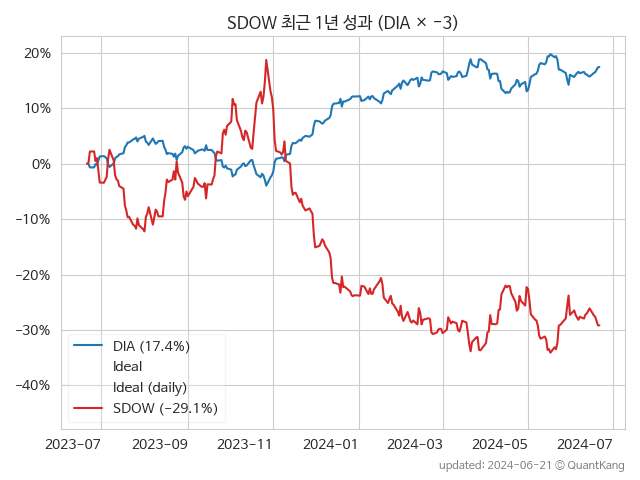 SDOW 최근 1년 성과 (DIA × -3)
20%
10%
0%
−10%
−20%
−30%
−40%
DIA (17.4%)
Ideal
Ideal (daily)
SDOW (-29.1%)
2023-07 2023-09 2023-11 2024-01 2024-03 2024-05 2024-07
updated: 2024-06-21 © QuantKang